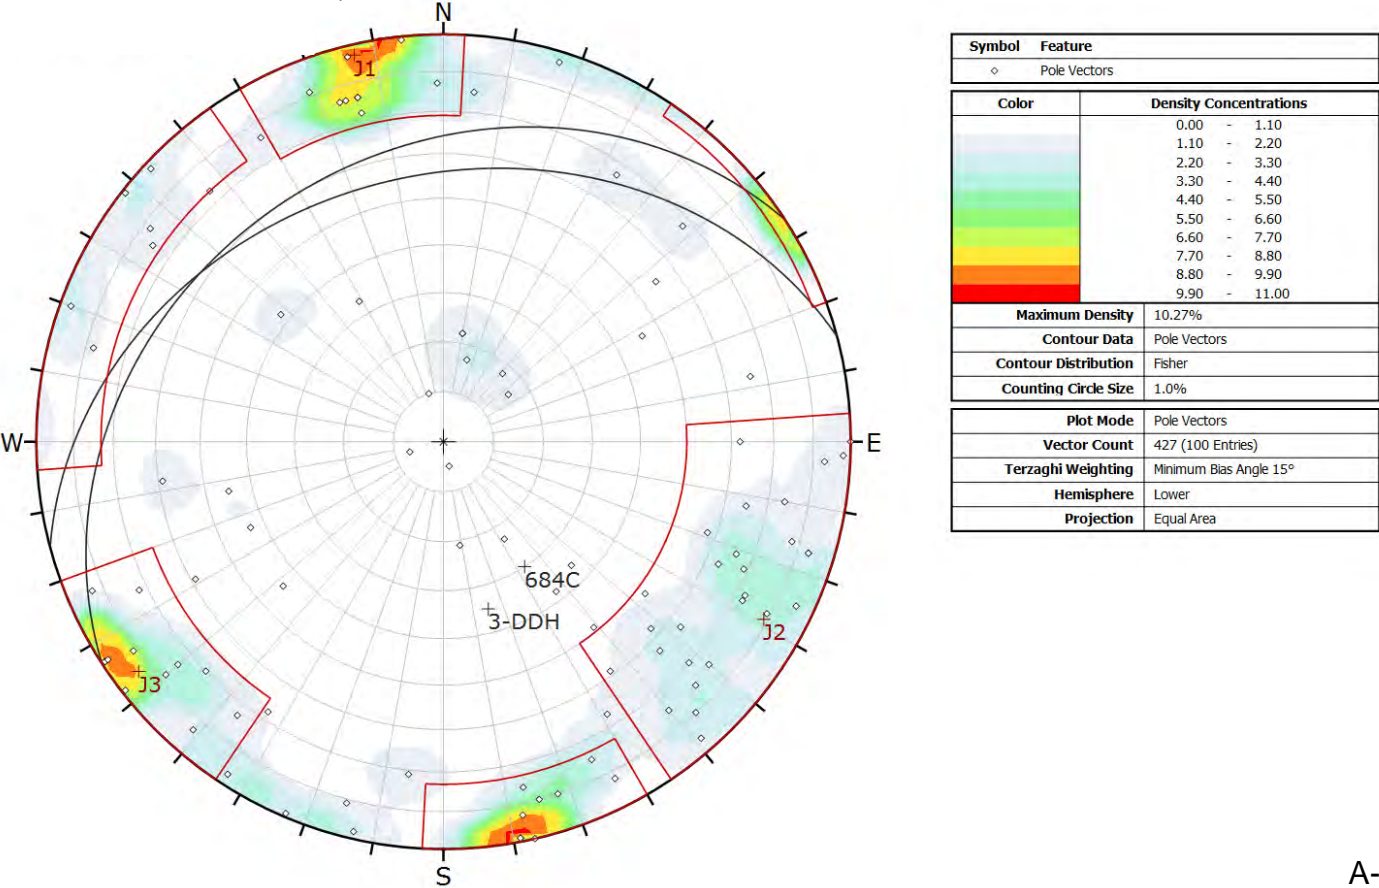 N
J1
W
E
684C
3-DDH
J2
J3
S
Symbol Feature
Pole Vectors
Color Density Concentrations
0.00 - 1.10
1.10 - 2.20
2.20 - 3.30
3.30 - 4.40
4.40 - 5.50
5.50 - 6.60
6.60 - 7.70
7.70 - 8.80
8.80 - 9.90
9.90 - 11.00
Maximum Density 10.27%
Contour Data Pole Vectors
Contour Distribution Fisher
Counting Circle Size 1.0%
Plot Mode Pole Vectors
Vector Count 427 (100 Entries)
Terzaghi Weighting Minimum Bias Angle 15°
Hemisphere Lower
Projection Equal Area
A-